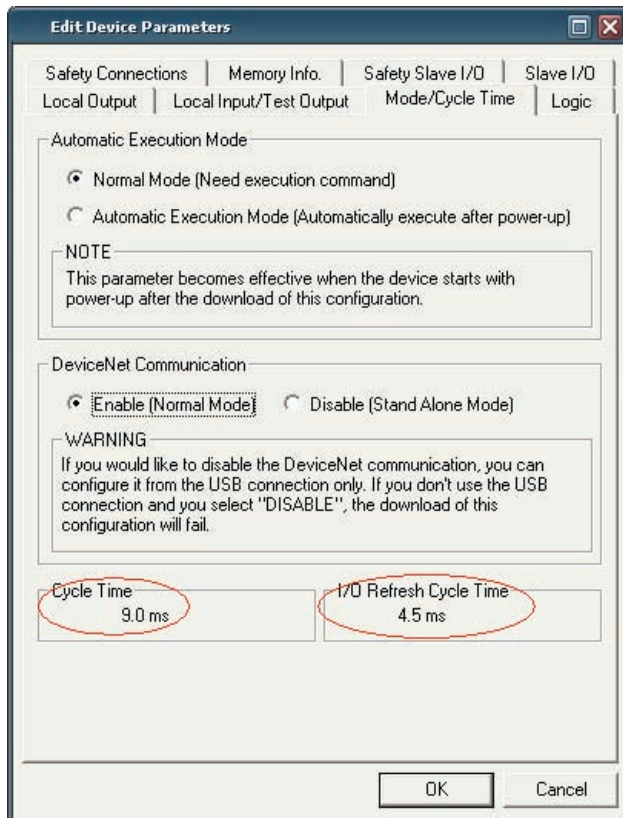 Edit Device Parameters
Safety Connections
Memory Info.
Safety Slave I/O
Slave I/O
Local Output
Local Input/Test Output
Mode/Cycle Time
Logic
Automatic Execution Mode
Normal Mode (Need execution command)
Automatic Execution Mode (Automatically execute after power-up)
NOTE
This parameter becomes effective when the device starts with
power-up after the download of this configuration.
DeviceNet Communication
Enable (Normal Mode)
Disable (Stand Alone Mode)
WARNING
If you would like to disable the DeviceNet communication, you can
configure it from the USB connection only. If you don't use the USB
connection and you select "DISABLE", the download of this
configuration will fail.
Cycle Time
9.0 ms
I/O Refresh Cycle Time
4.5 ms
OK
Cancel